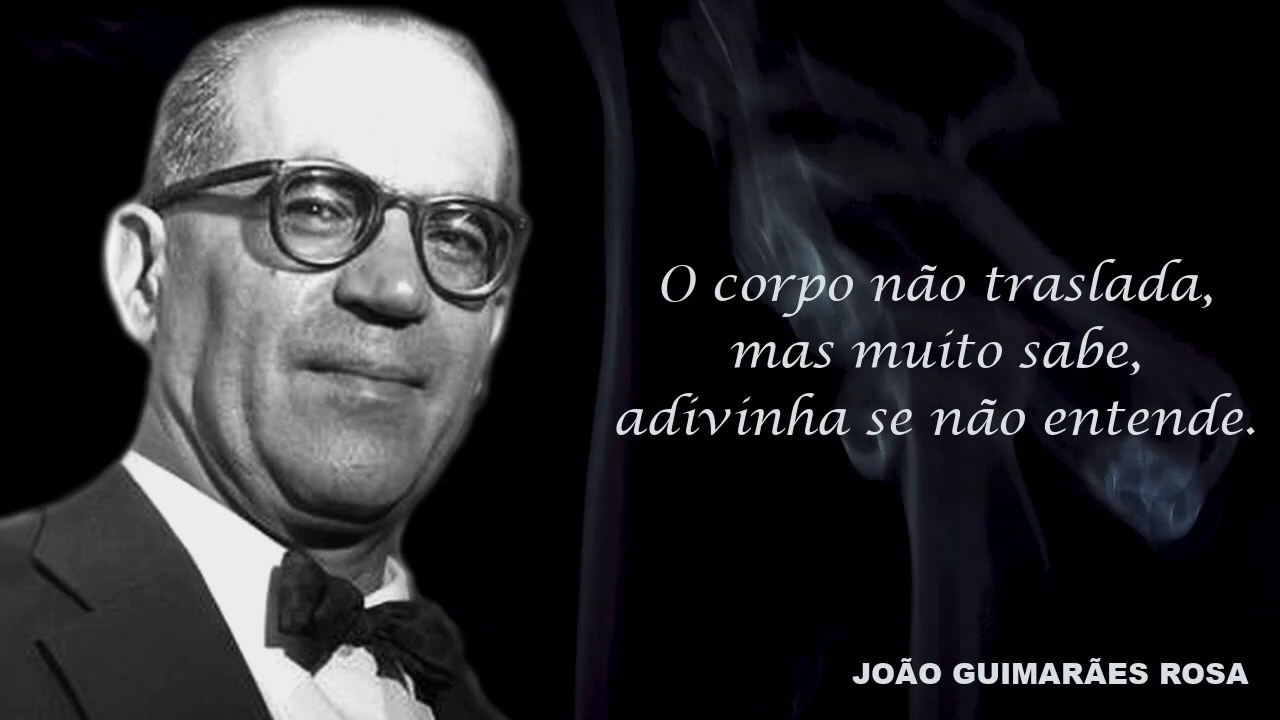 O corpo não traslada,
mas muito sabe,
adivinha se não entende.
JOÃO GUIMARÃES ROSA